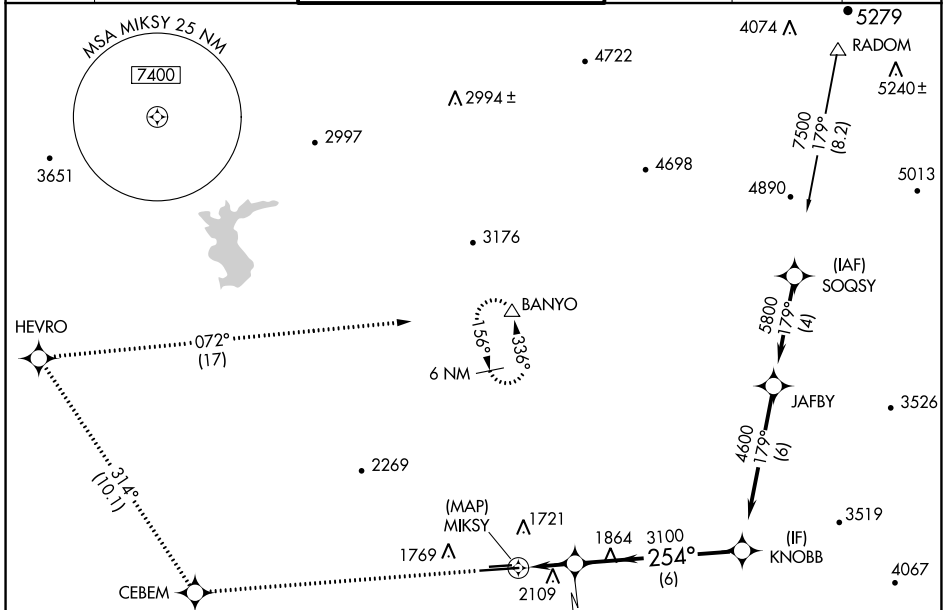 MSA MIKSY 25 NM
7400
5279
4074
RADOM
4722
5240 ±
2994 ±
2997
7500
179°
(8.2)
3651
4698
4890
5013
3176
(IAF)
SOQSY
5800
179°
(4)
BANYO
HEVRO
072°
(17)
156°
336°
6 NM
JAFBY
3526
4600
179°
(6)
2269
314°
(10.1)
(MAP)
MIKSY
1721
1864
3100
3519
1769
254°
(6)
(IF)
KNOBB
4067
2109
CEBEM
N